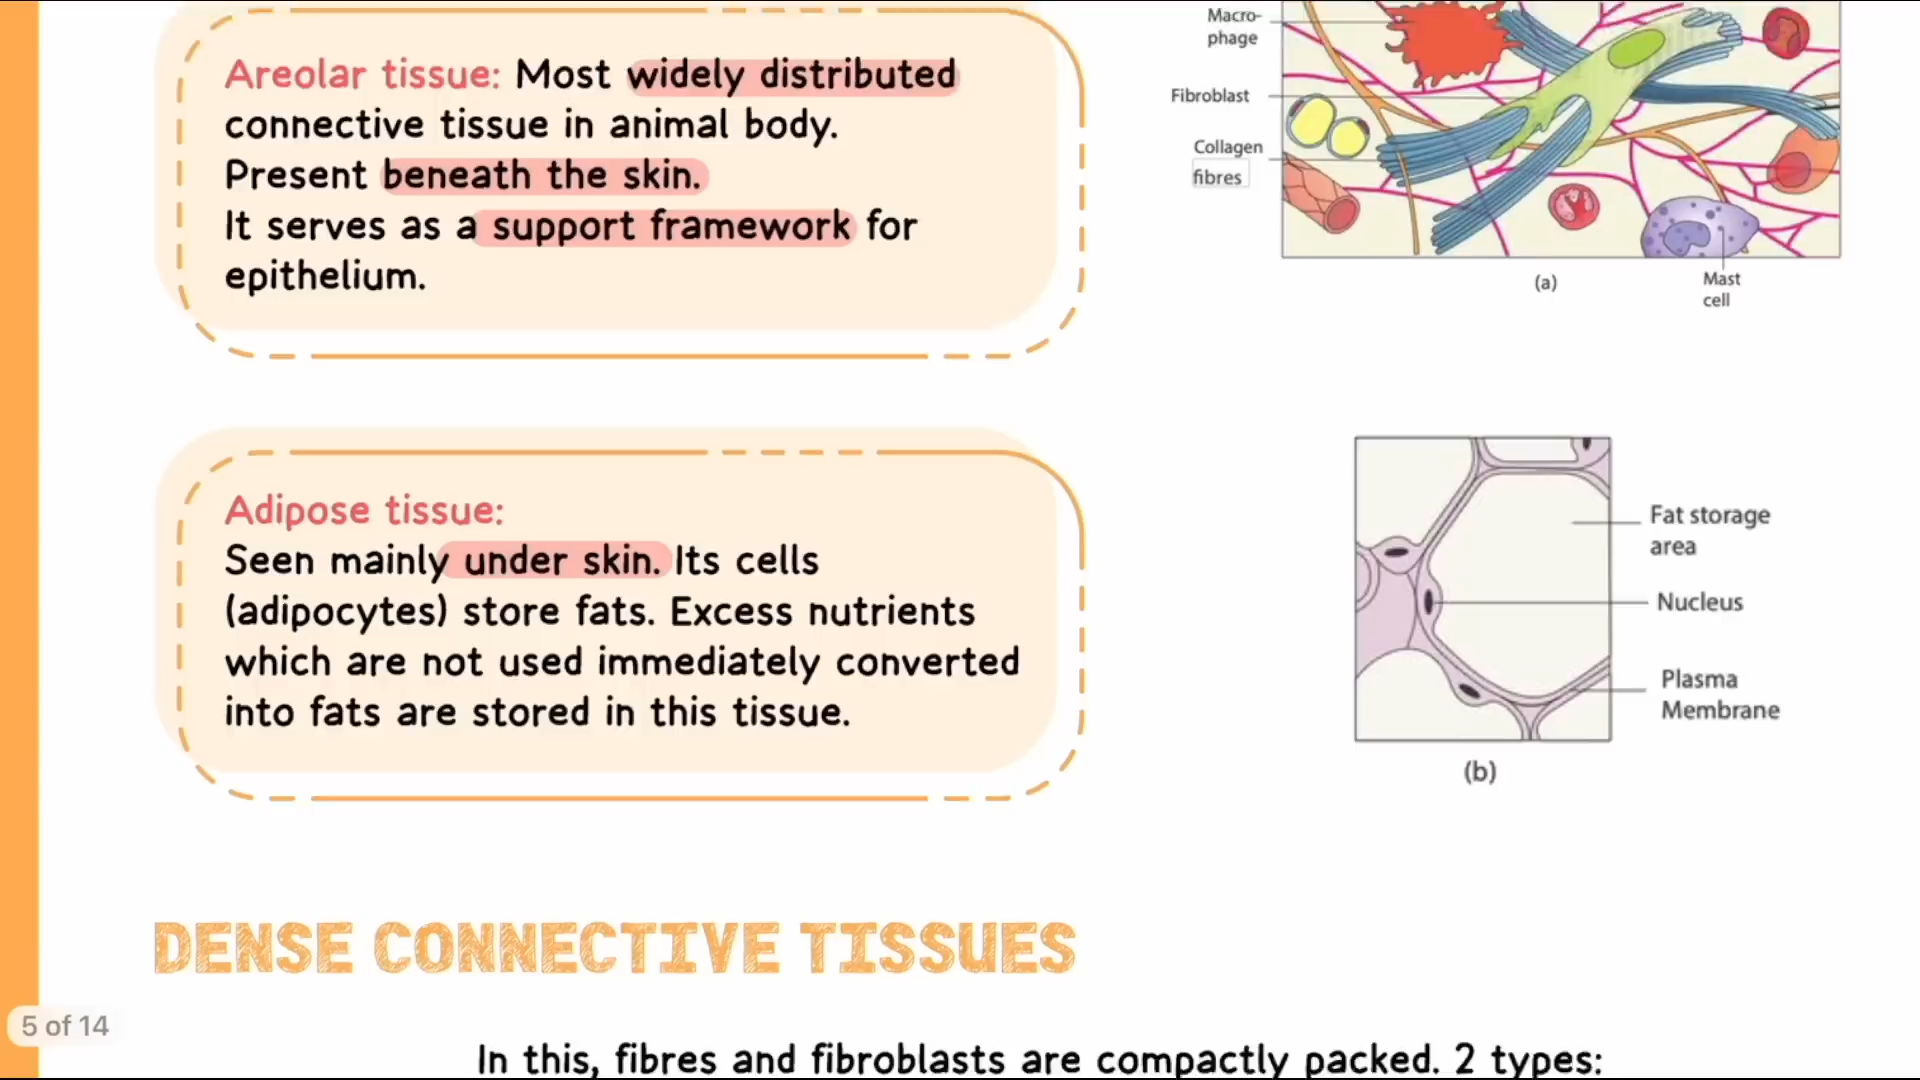 Areolar tissue: Most widely distributed
connective tissue in animal body.
Present beneath the skin.
It serves as a support framework for
epithelium.
Macro-
phage
Fibroblast
Collagen
fibres
Mast
cell
(a)
Adipose tissue:
Seen mainly under skin. Its cells
(adipocytes) store fats. Excess nutrients
which are not used immediately converted
into fats are stored in this tissue.
Fat storage
area
Nucleus
Plasma
Membrane
(b)
DENSE CONNECTIVE TISSUES
5 of 14
In this, fibres and fibroblasts are compactly packed. 2 types: